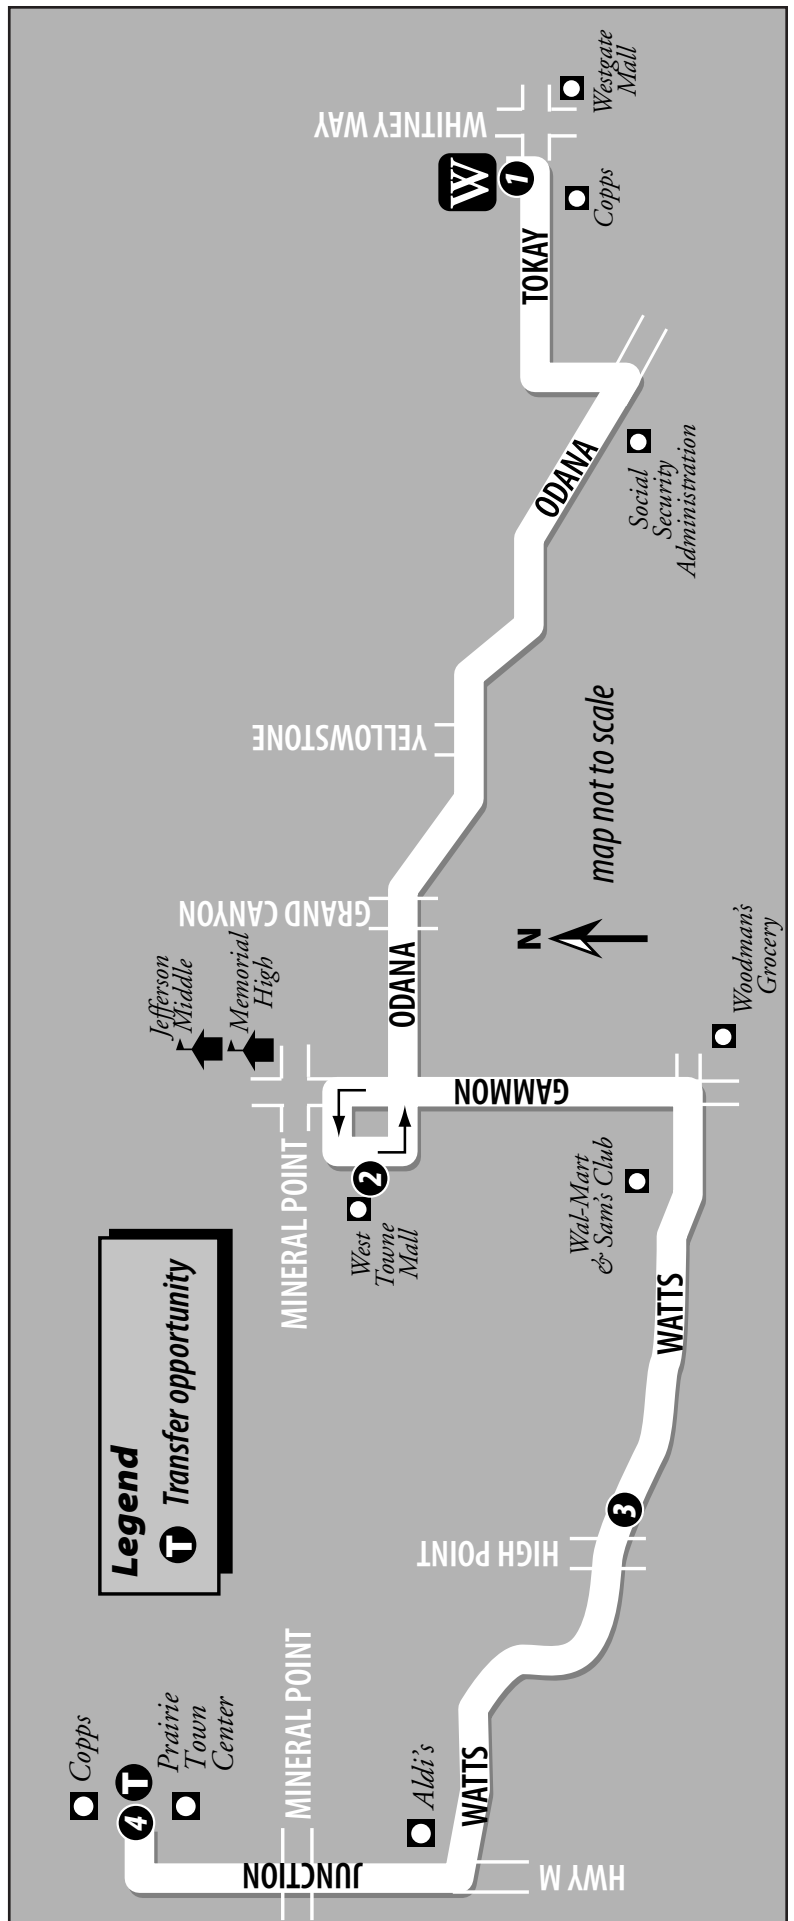 Copps
4
T
Prairie
Town
Center
JUNCTION
MINERAL POINT
Aldi's
WATTS
HWY M
Legend
T Transfer opportunity
HIGH POINT
3
WATTS
Wal-Mart
& Sam's Club
MINERAL POINT
West
Towne
Mall
2
GAMMON
Woodman's
Grocery
Jefferson
Middle
Memorial
High
ODANA
GRAND CANYON
N
map not to scale
YELLOWSTONE
ODANA
Social
Security
Administration
TOKAY
W
1
WHITNEY WAY
Copps
Westgate
Mall